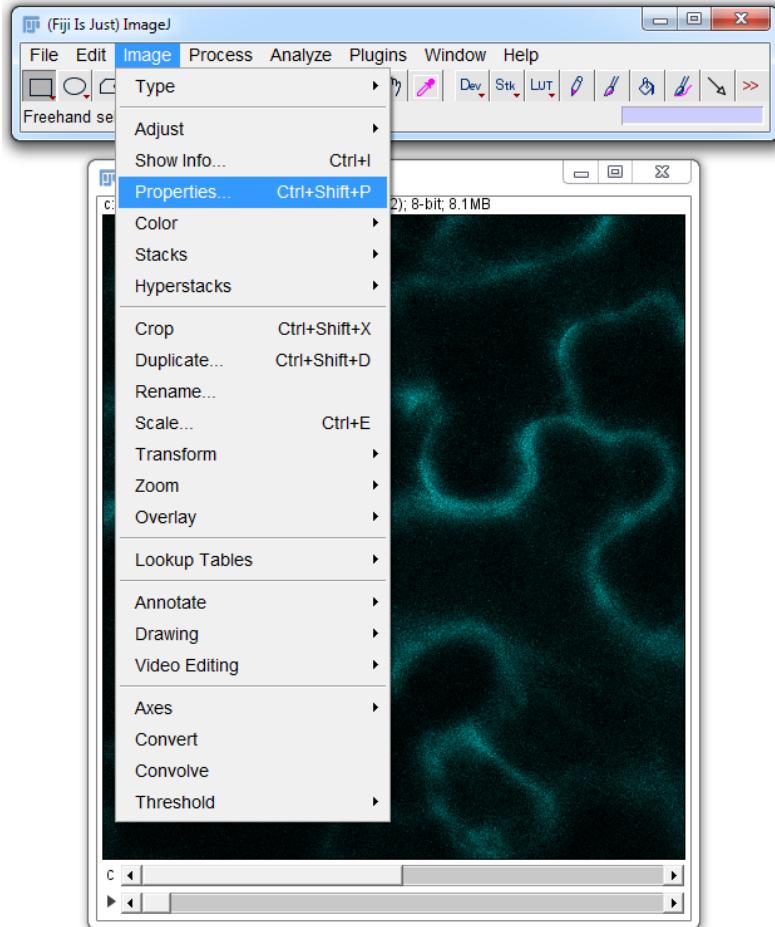 (Fiji Is Just) ImageJ
File Edit Image Process Analyze Plugins Window Help
Dev Stk LUT >>
Freehand se
Type
Adjust
Show Info... Ctrl+I
Properties... Ctrl+Shift+P
c: 2); 8-bit; 8.1MB
Color
Stacks
Hyperstacks
Crop Ctrl+Shift+X
Duplicate... Ctrl+Shift+D
Rename...
Scale... Ctrl+E
Transform
Zoom
Overlay
Lookup Tables
Annotate
Drawing
Video Editing
Axes
Convert
Convolve
Threshold
c